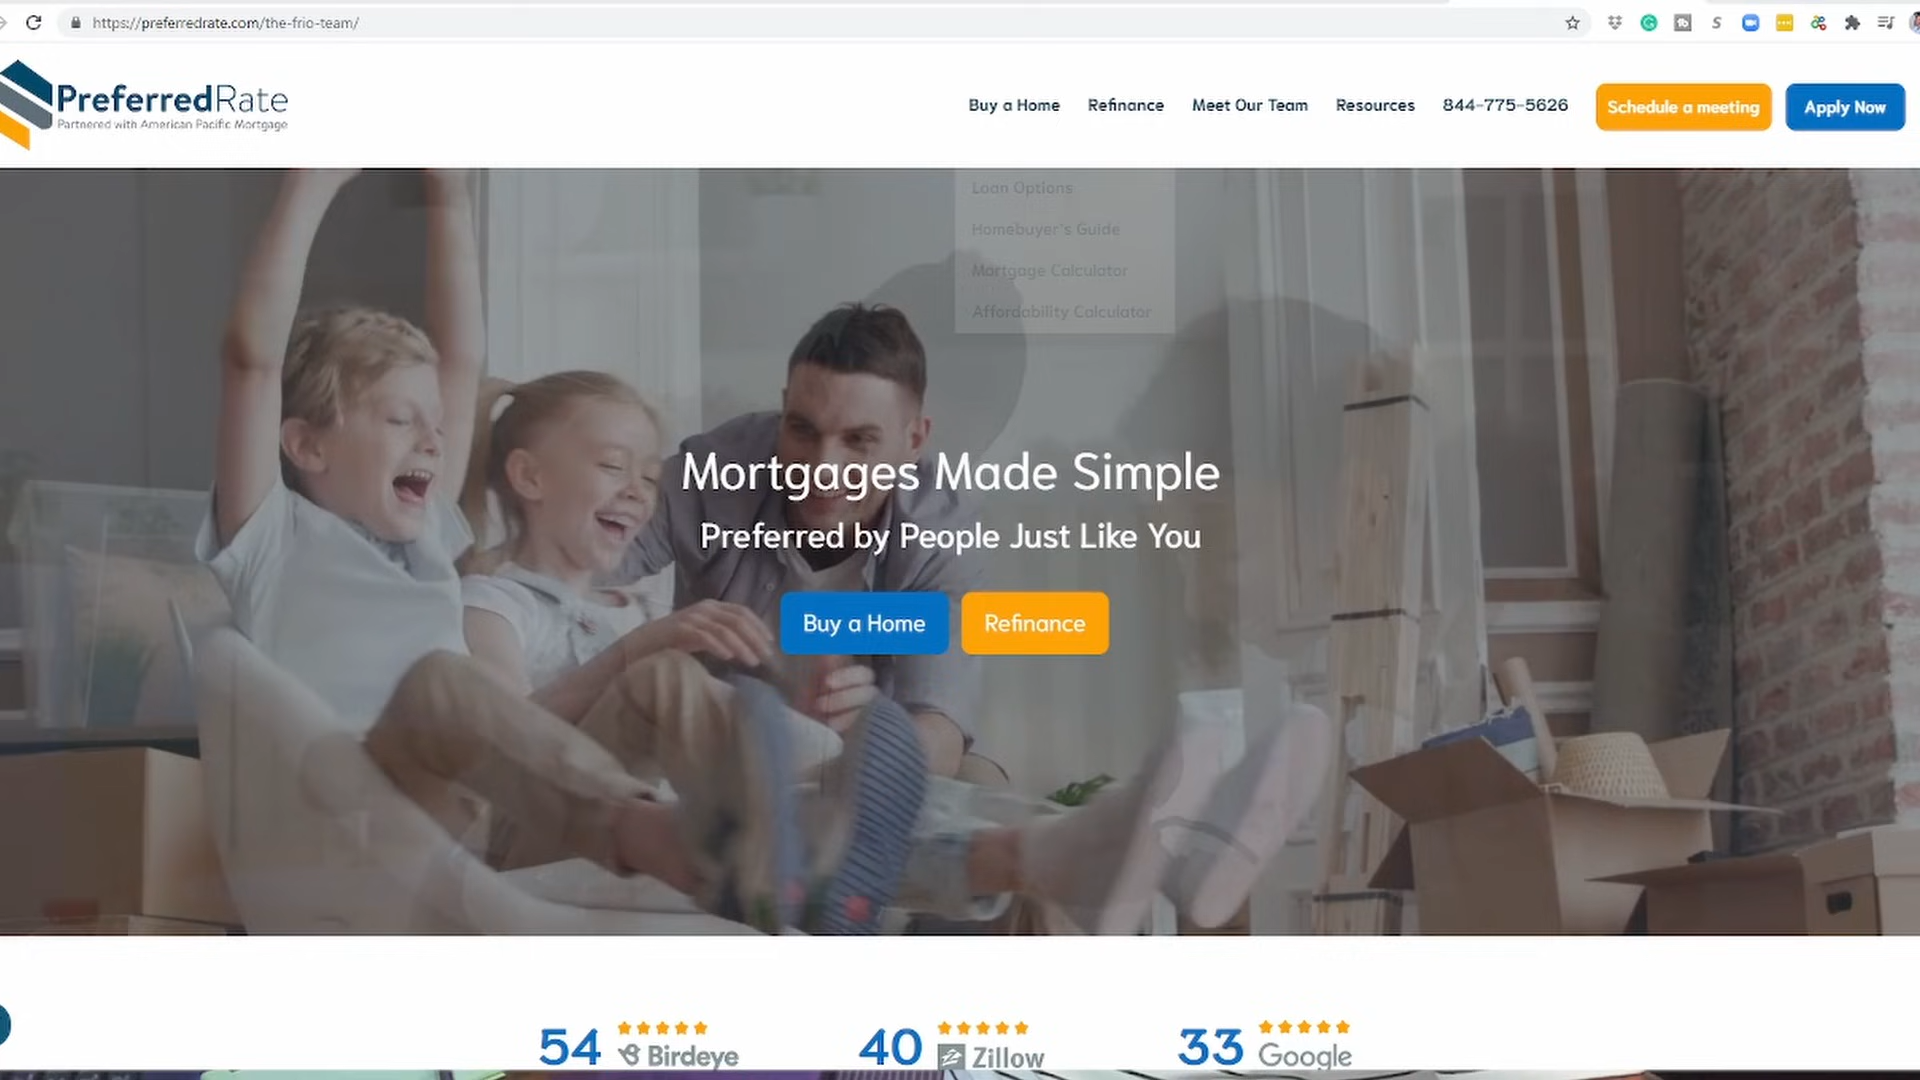 https://preferredrate.com/the-frio-team/
PreferredRate
Partnered with American Pacific Mortgage
Buy a Home
Refinance
Meet Our Team
Resources
844-775-5626
Schedule a meeting
Apply Now
Loan Options
Homebuyer's Guide
Mortgage Calculator
Affordability Calculator
Mortgages Made Simple
Preferred by People Just Like You
Buy a Home
Refinance
54 Birdeye
40 Zillow
33 Google